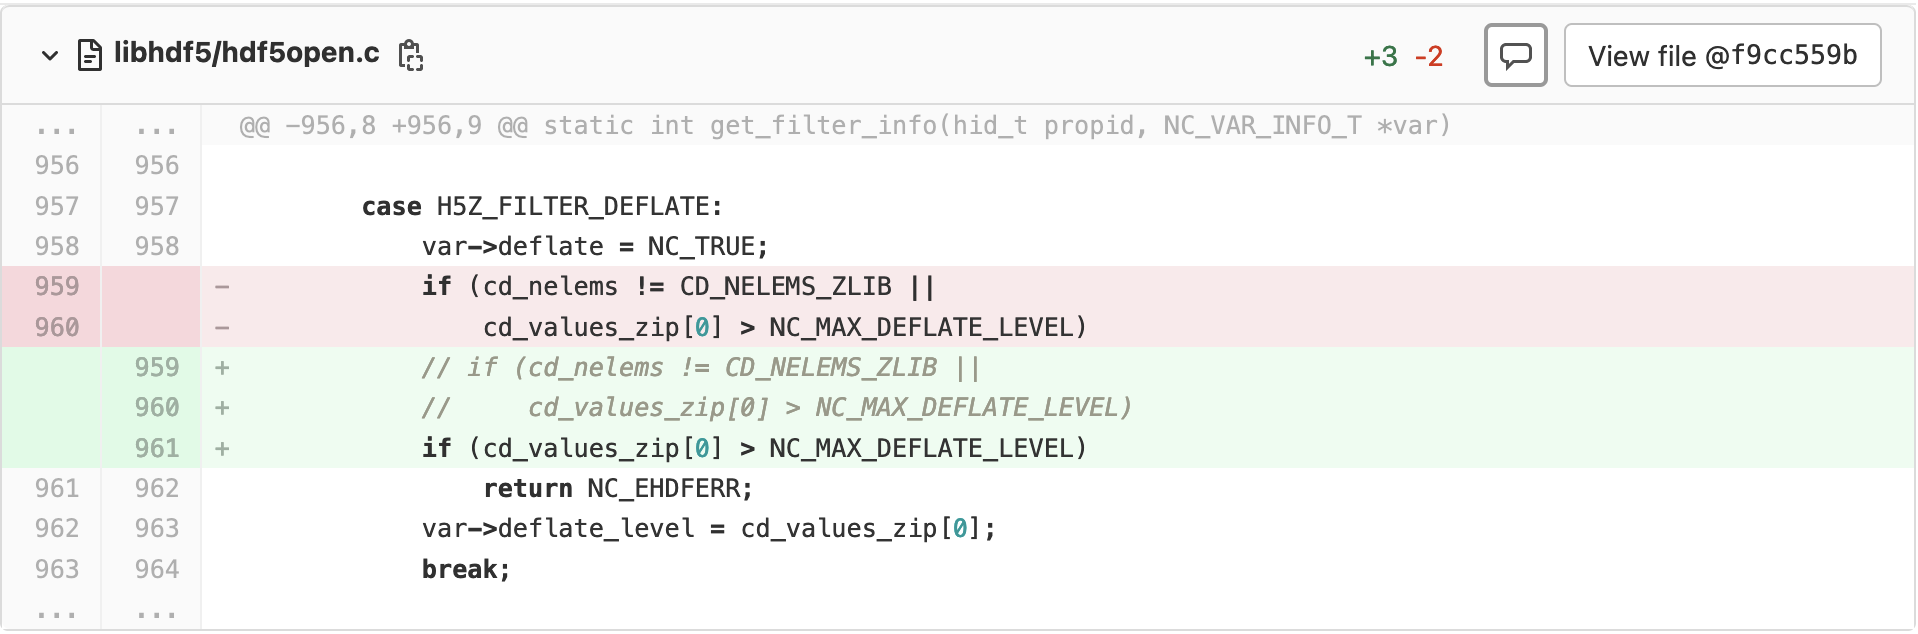 libhdf5/hdf5open.c +3 -2 View file @f9cc559b
... ... @@ -956,8 +956,9 @@ static int get_filter_info(hid_t propid, NC_VAR_INFO_T *var)
956 956
957 957 case H5Z_FILTER_DEFLATE:
958 958 var->deflate = NC_TRUE;
959 - if (cd_nelems != CD_NELEMS_ZLIB ||
960 - cd_values_zip[0] > NC_MAX_DEFLATE_LEVEL)
959 + // if (cd_nelems != CD_NELEMS_ZLIB ||
960 + // cd_values_zip[0] > NC_MAX_DEFLATE_LEVEL)
961 + if (cd_values_zip[0] > NC_MAX_DEFLATE_LEVEL)
961 962 return NC_EHDFERR;
962 963 var->deflate_level = cd_values_zip[0];
963 964 break;
... ...